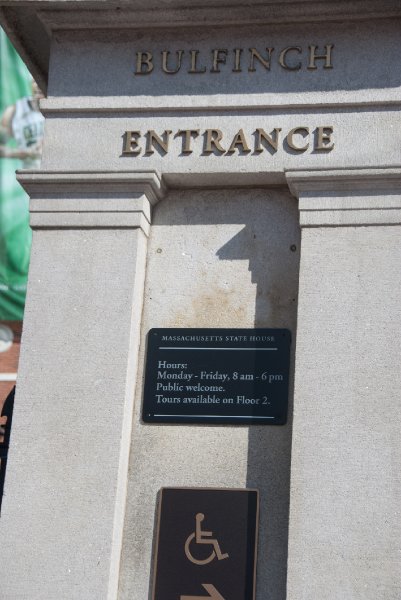 BULFINCH
ENTRANCE
MASSACHUSETTS STATE HOUSE
Hours:
Monday - Friday, 8 am - 6 pm
Public welcome.
Tours available on Floor 2.